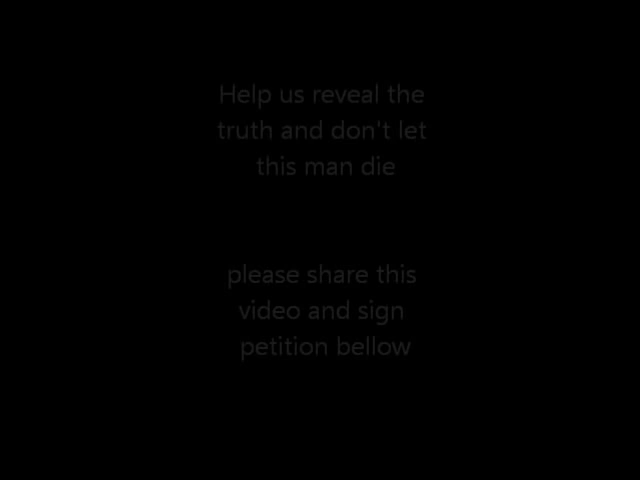 Help us reveal the
truth and don't let
this man die
please share this
video and sign
petition bellow